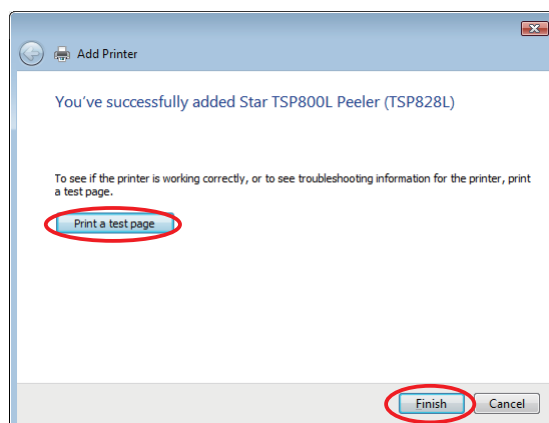 Add Printer
You've successfully added Star TSP800L Peeler (TSP828L)
To see if the printer is working correctly, or to see troubleshooting information for the printer, print
a test page.
Print a test page
Finish Cancel